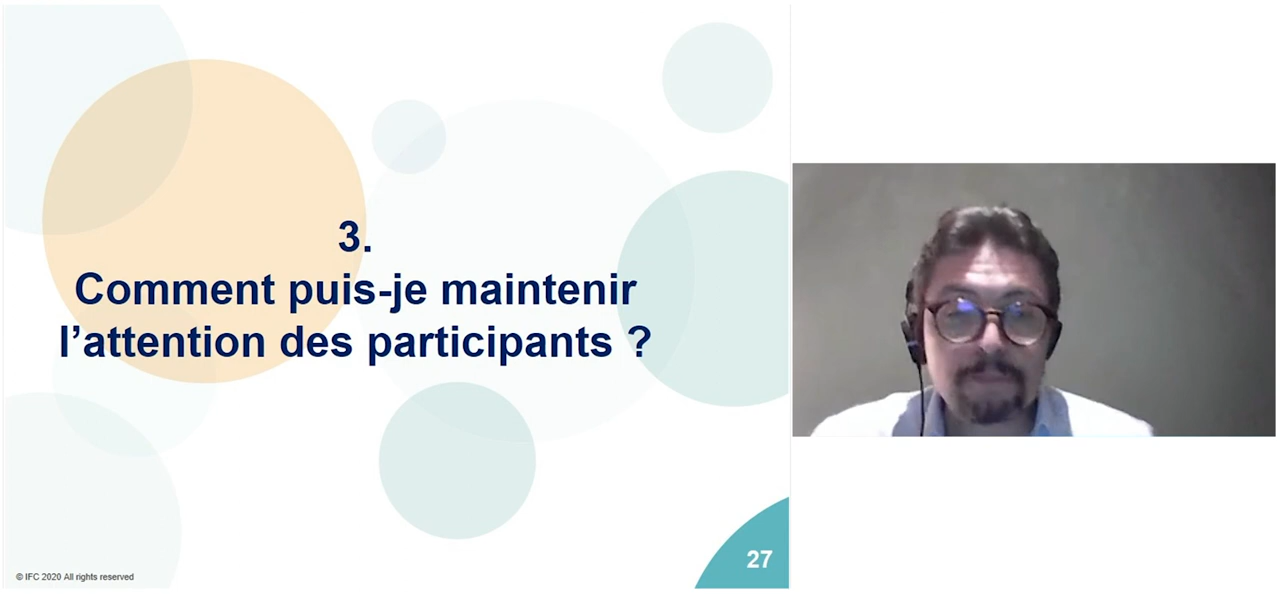 3.
Comment puis-je maintenir
l’attention des participants ?
27
© IFC 2020 All rights reserved